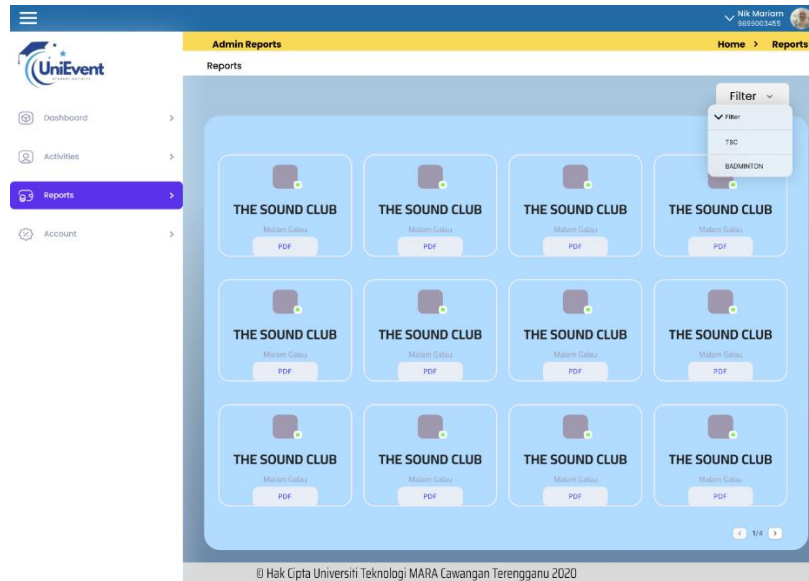 Nik Mariam
9899003455
Admin Reports
Home > Reports
UniEvent
STUDENT ACTIVITY
Reports
Filter
Filter
TSC
BADMINTON
Dashboard
Activities
Reports
Account
THE SOUND CLUB THE SOUND CLUB THE SOUND CLUB THE SOUND CLUB
Malam Galau Malam Galau Malam Galau Malam Galau
PDF PDF PDF PDF
THE SOUND CLUB THE SOUND CLUB THE SOUND CLUB THE SOUND CLUB
Malam Galau Malam Galau Malam Galau Malam Galau
PDF PDF PDF PDF
THE SOUND CLUB THE SOUND CLUB THE SOUND CLUB THE SOUND CLUB
Malam Galau Malam Galau Malam Galau Malam Galau
PDF PDF PDF PDF
1/4
© Hak Cipta Universiti Teknologi MARA Cawangan Terengganu 2020